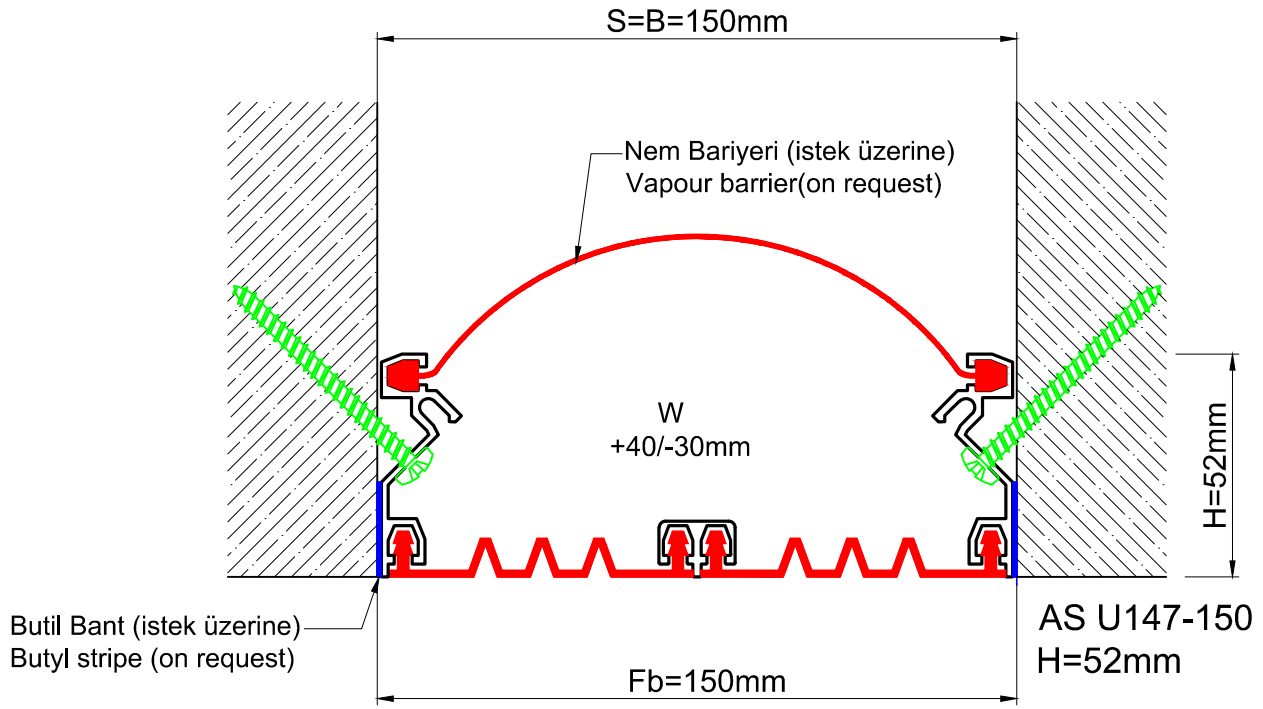 S=B=150mm
Nem Bariyeri (istek üzerine)
Vapour barrier(on request)
W
+40/-30mm
H=52mm
Butil Bant (istek üzerine)
Butyl stripe (on request)
AS U147-150
H=52mm
Fb=150mm